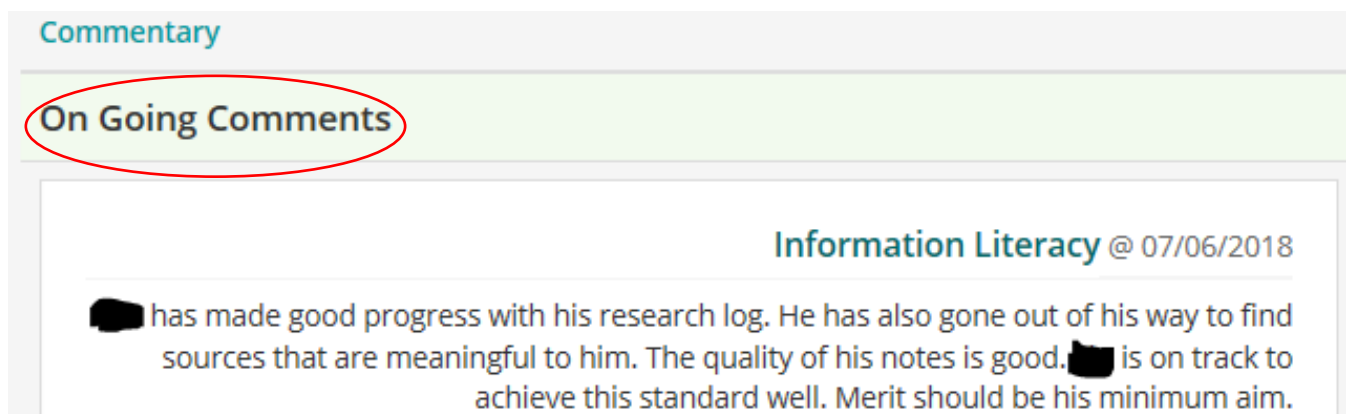 Commentary
On Going Comments
Information Literacy @ 07/06/2018
has made good progress with his research log. He has also gone out of his way to find
sources that are meaningful to him. The quality of his notes is good. is on track to
achieve this standard well. Merit should be his minimum aim.